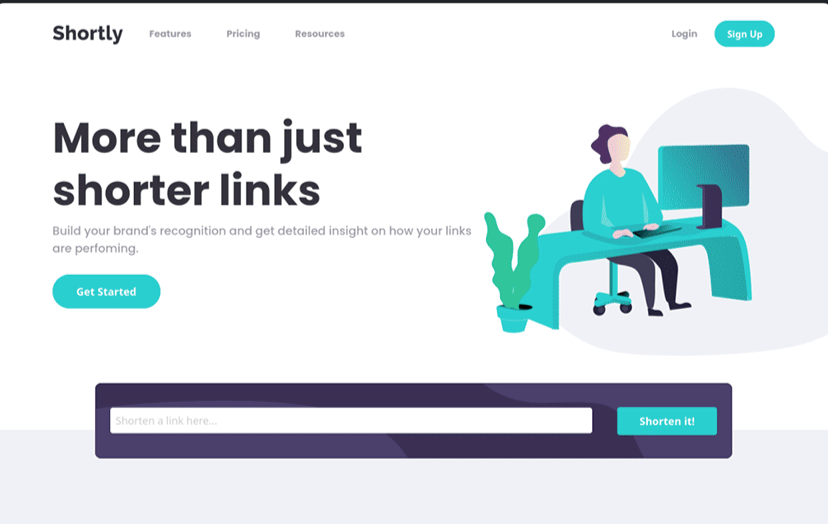 Shortly
Features
Pricing
Resources
Login
Sign Up
More than just
shorter links
Build your brand's recognition and get detailed insight on how your links
are perfoming.
Get Started
Shorten a link here...
Shorten it!